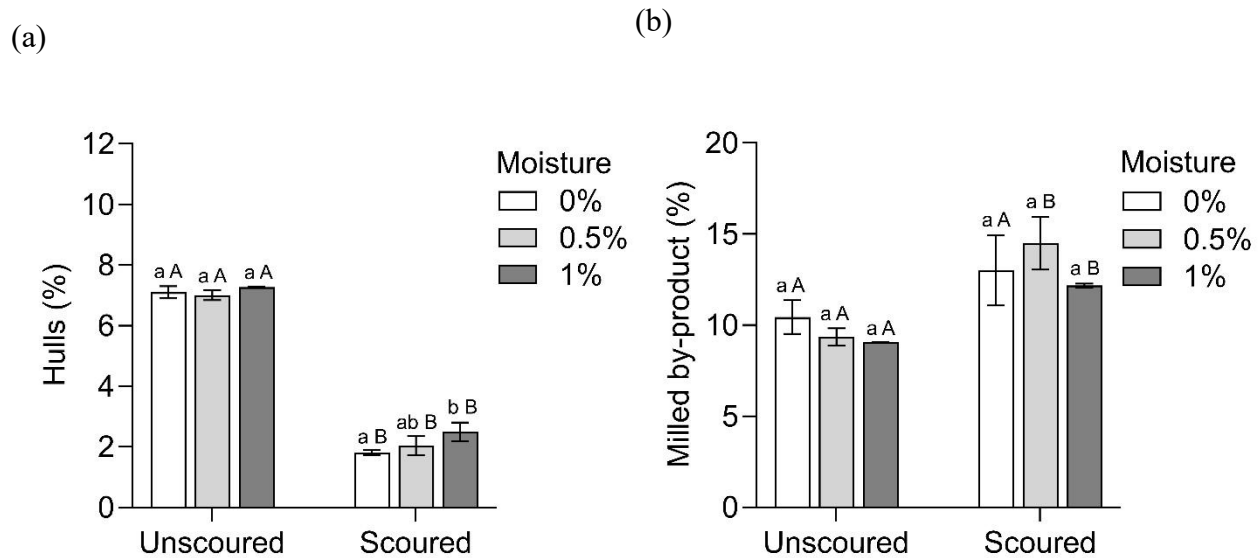 (a)
12
10
8
6
4
2
0
Hulls (%)
a A a A a A
a B ab B b B
Unscoured Scoured
Moisture
0%
0.5%
1%
(b)
20
15
10
5
0
Milled by-product (%)
a A a A a A
a A a B a B
Unscoured Scoured
Moisture
0%
0.5%
1%